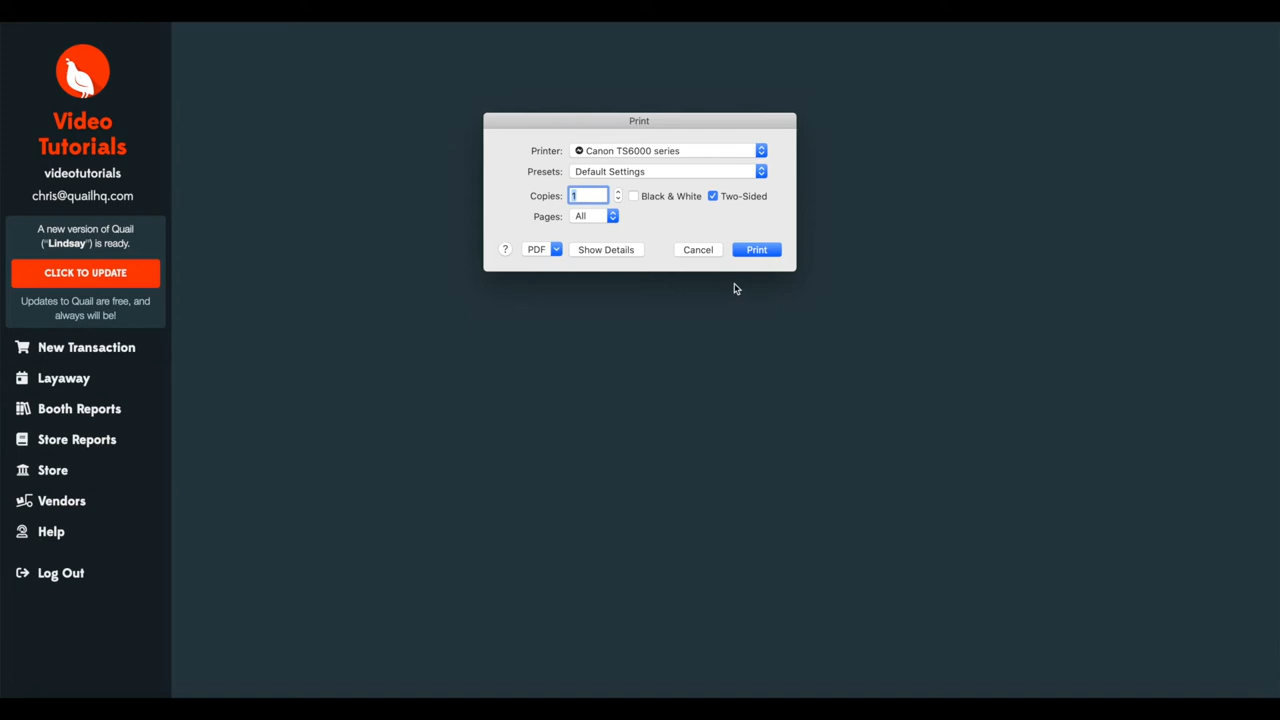 Video
Tutorials
videotutorials
chris@quailhq.com
A new version of Quail
("Lindsay") is ready.
CLICK TO UPDATE
Updates to Quail are free, and
always will be!
New Transaction
Layaway
Booth Reports
Store Reports
Store
Vendors
Help
Log Out
Print
Printer: Canon TS6000 series
Presets: Default Settings
Copies: 1 Black & White Two-Sided
Pages: All
? PDF Show Details Cancel Print